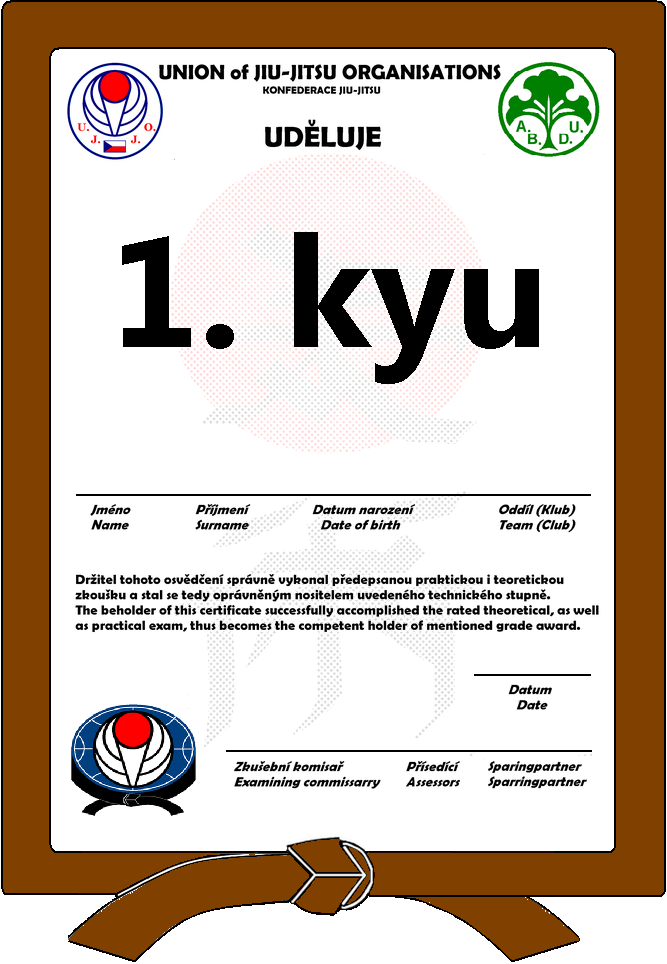 UNION of JIU-JITSU ORGANISATIONS
KONFEDERACE JIU-JITSU
U. O.
J. J.
A. U.
B. D.
UDĚLUJE
1. kyu
Jméno Příjmení Datum narození Oddíl (Klub)
Name Surname Date of birth Team (Club)
Držitel tohoto osvědčení správně vykonal předepsanou praktickou i teoretickou
zkoušku a stal se tedy oprávněným nositelem uvedeného technického stupně.
The beholder of this certificate successfully accomplished the rated theoretical, as well
as practical exam, thus becomes the competent holder of mentioned grade award.
Datum
Date
Zkušební komisař Přísedící Sparingpartner
Examining commissarry Assessors Sparringpartner